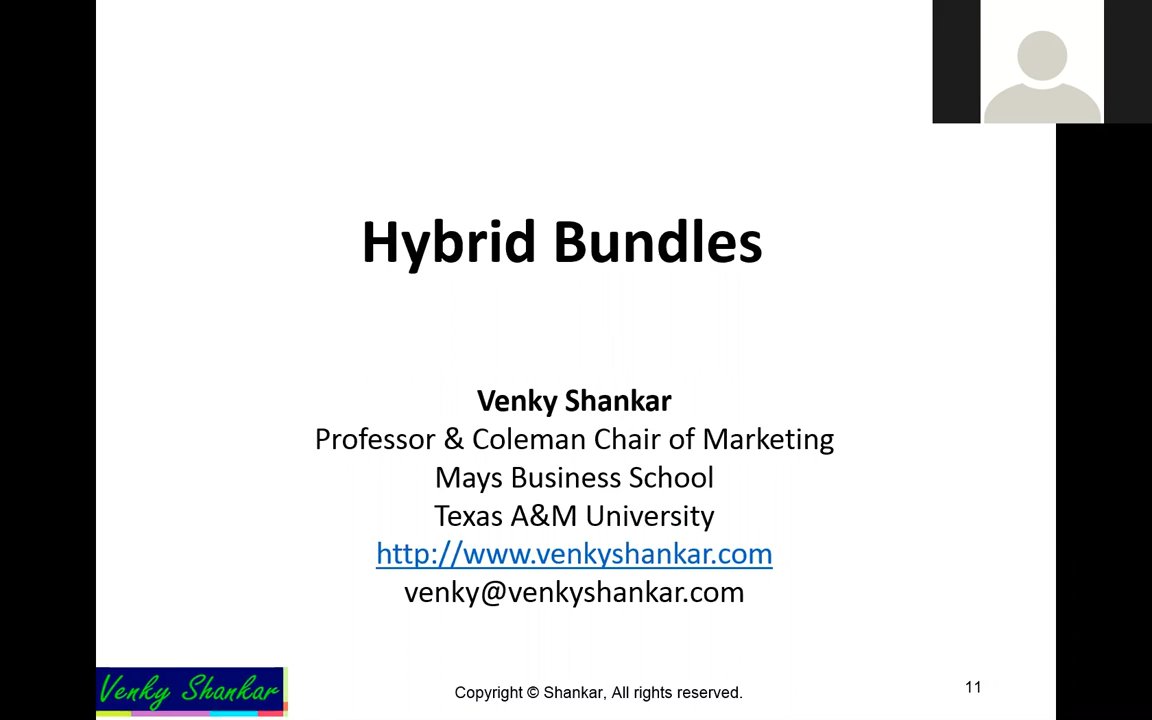 Hybrid Bundles
Venky Shankar
Professor & Coleman Chair of Marketing
Mays Business School
Texas A&M University
http://www.venkyshankar.com
venky@venkyshankar.com
Venky Shankar
Copyright © Shankar, All rights reserved.
11